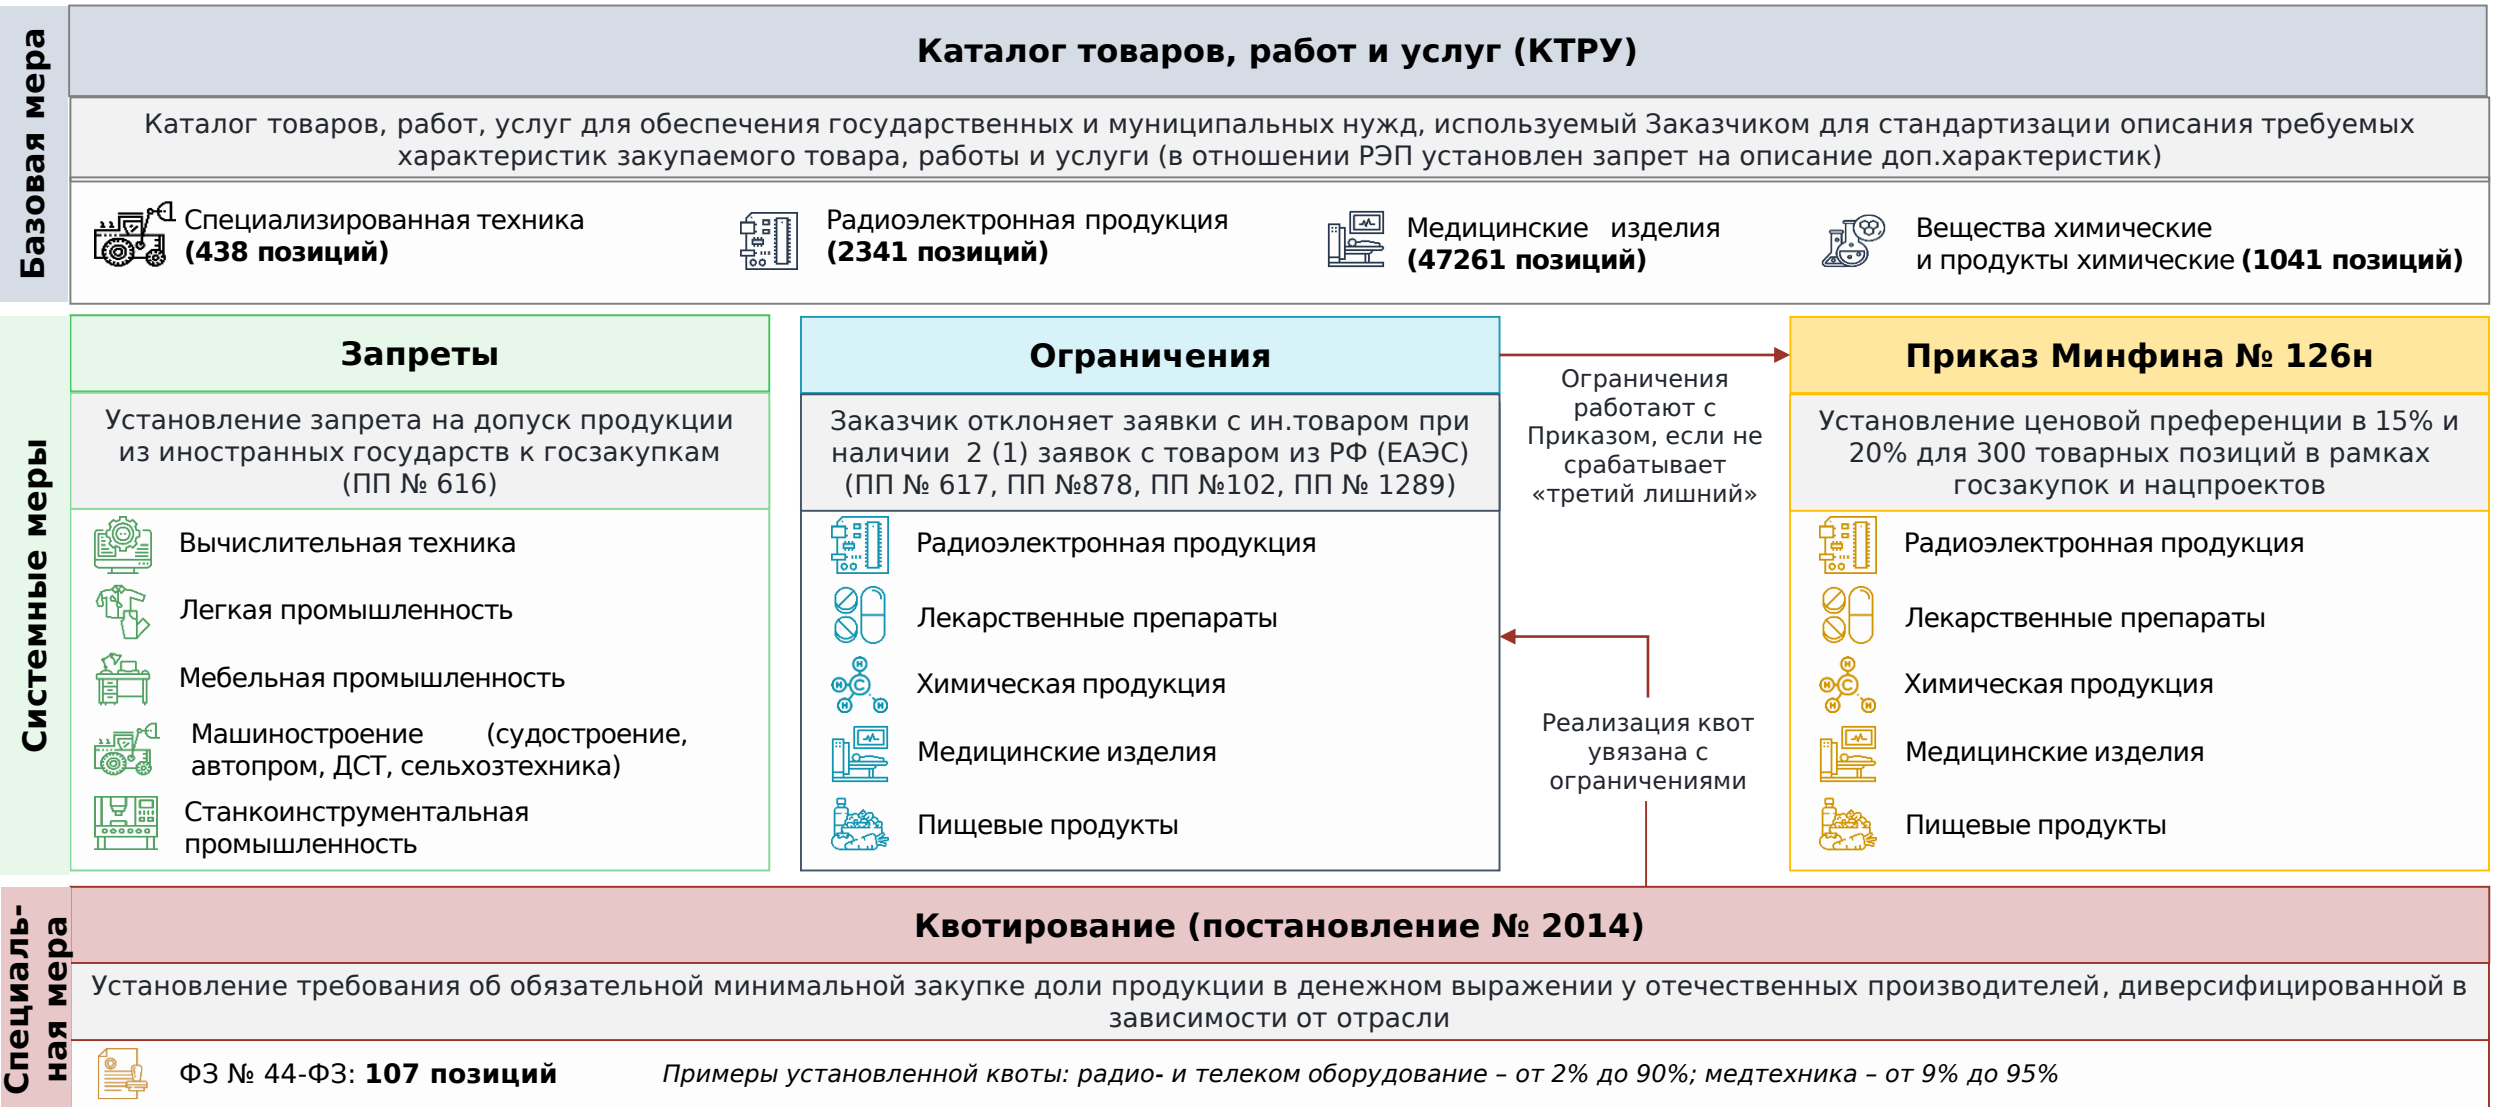 Базовая мера
Каталог товаров, работ и услуг (КТРУ)
Каталог товаров, работ, услуг для обеспечения государственных и муниципальных нужд, используемый Заказчиком для стандартизации описания требуемых
характеристик закупаемого товара, работы и услуги (в отношении РЭП установлен запрет на описание доп.характеристик)
Специализированная техника
(438 позиций)
Радиоэлектронная продукция
(2341 позиций)
Медицинские изделия
(47261 позиций)
Вещества химические
и продукты химические (1041 позиций)
Системные меры
Запреты
Установление запрета на допуск продукции
из иностранных государств к госзакупкам
(ПП № 616)
Вычислительная техника
Легкая промышленность
Мебельная промышленность
Машиностроение (судостроение,
автопром, ДСТ, сельхозтехника)
Станкоинструментальная
промышленность
Ограничения
Заказчик отклоняет заявки с ин.товаром при
наличии 2 (1) заявок с товаром из РФ (ЕАЭС)
(ПП № 617, ПП №878, ПП №102, ПП № 1289)
Радиоэлектронная продукция
Лекарственные препараты
Химическая продукция
Медицинские изделия
Пищевые продукты
Ограничения
работают с
Приказом, если не
срабатывает
«третий лишний»
Реализация квот
увязана с
ограничениями
Приказ Минфина № 126н
Установление ценовой преференции в 15% и
20% для 300 товарных позиций в рамках
госзакупок и нацпроектов
Радиоэлектронная продукция
Лекарственные препараты
Химическая продукция
Медицинские изделия
Пищевые продукты
Специаль-
ная мера
Квотирование (постановление № 2014)
Установление требования об обязательной минимальной закупке доли продукции в денежном выражении у отечественных производителей, диверсифицированной в
зависимости от отрасли
ФЗ № 44-ФЗ: 107 позиций
Примеры установленной квоты: радио- и телеком оборудование – от 2% до 90%; медтехника – от 9% до 95%